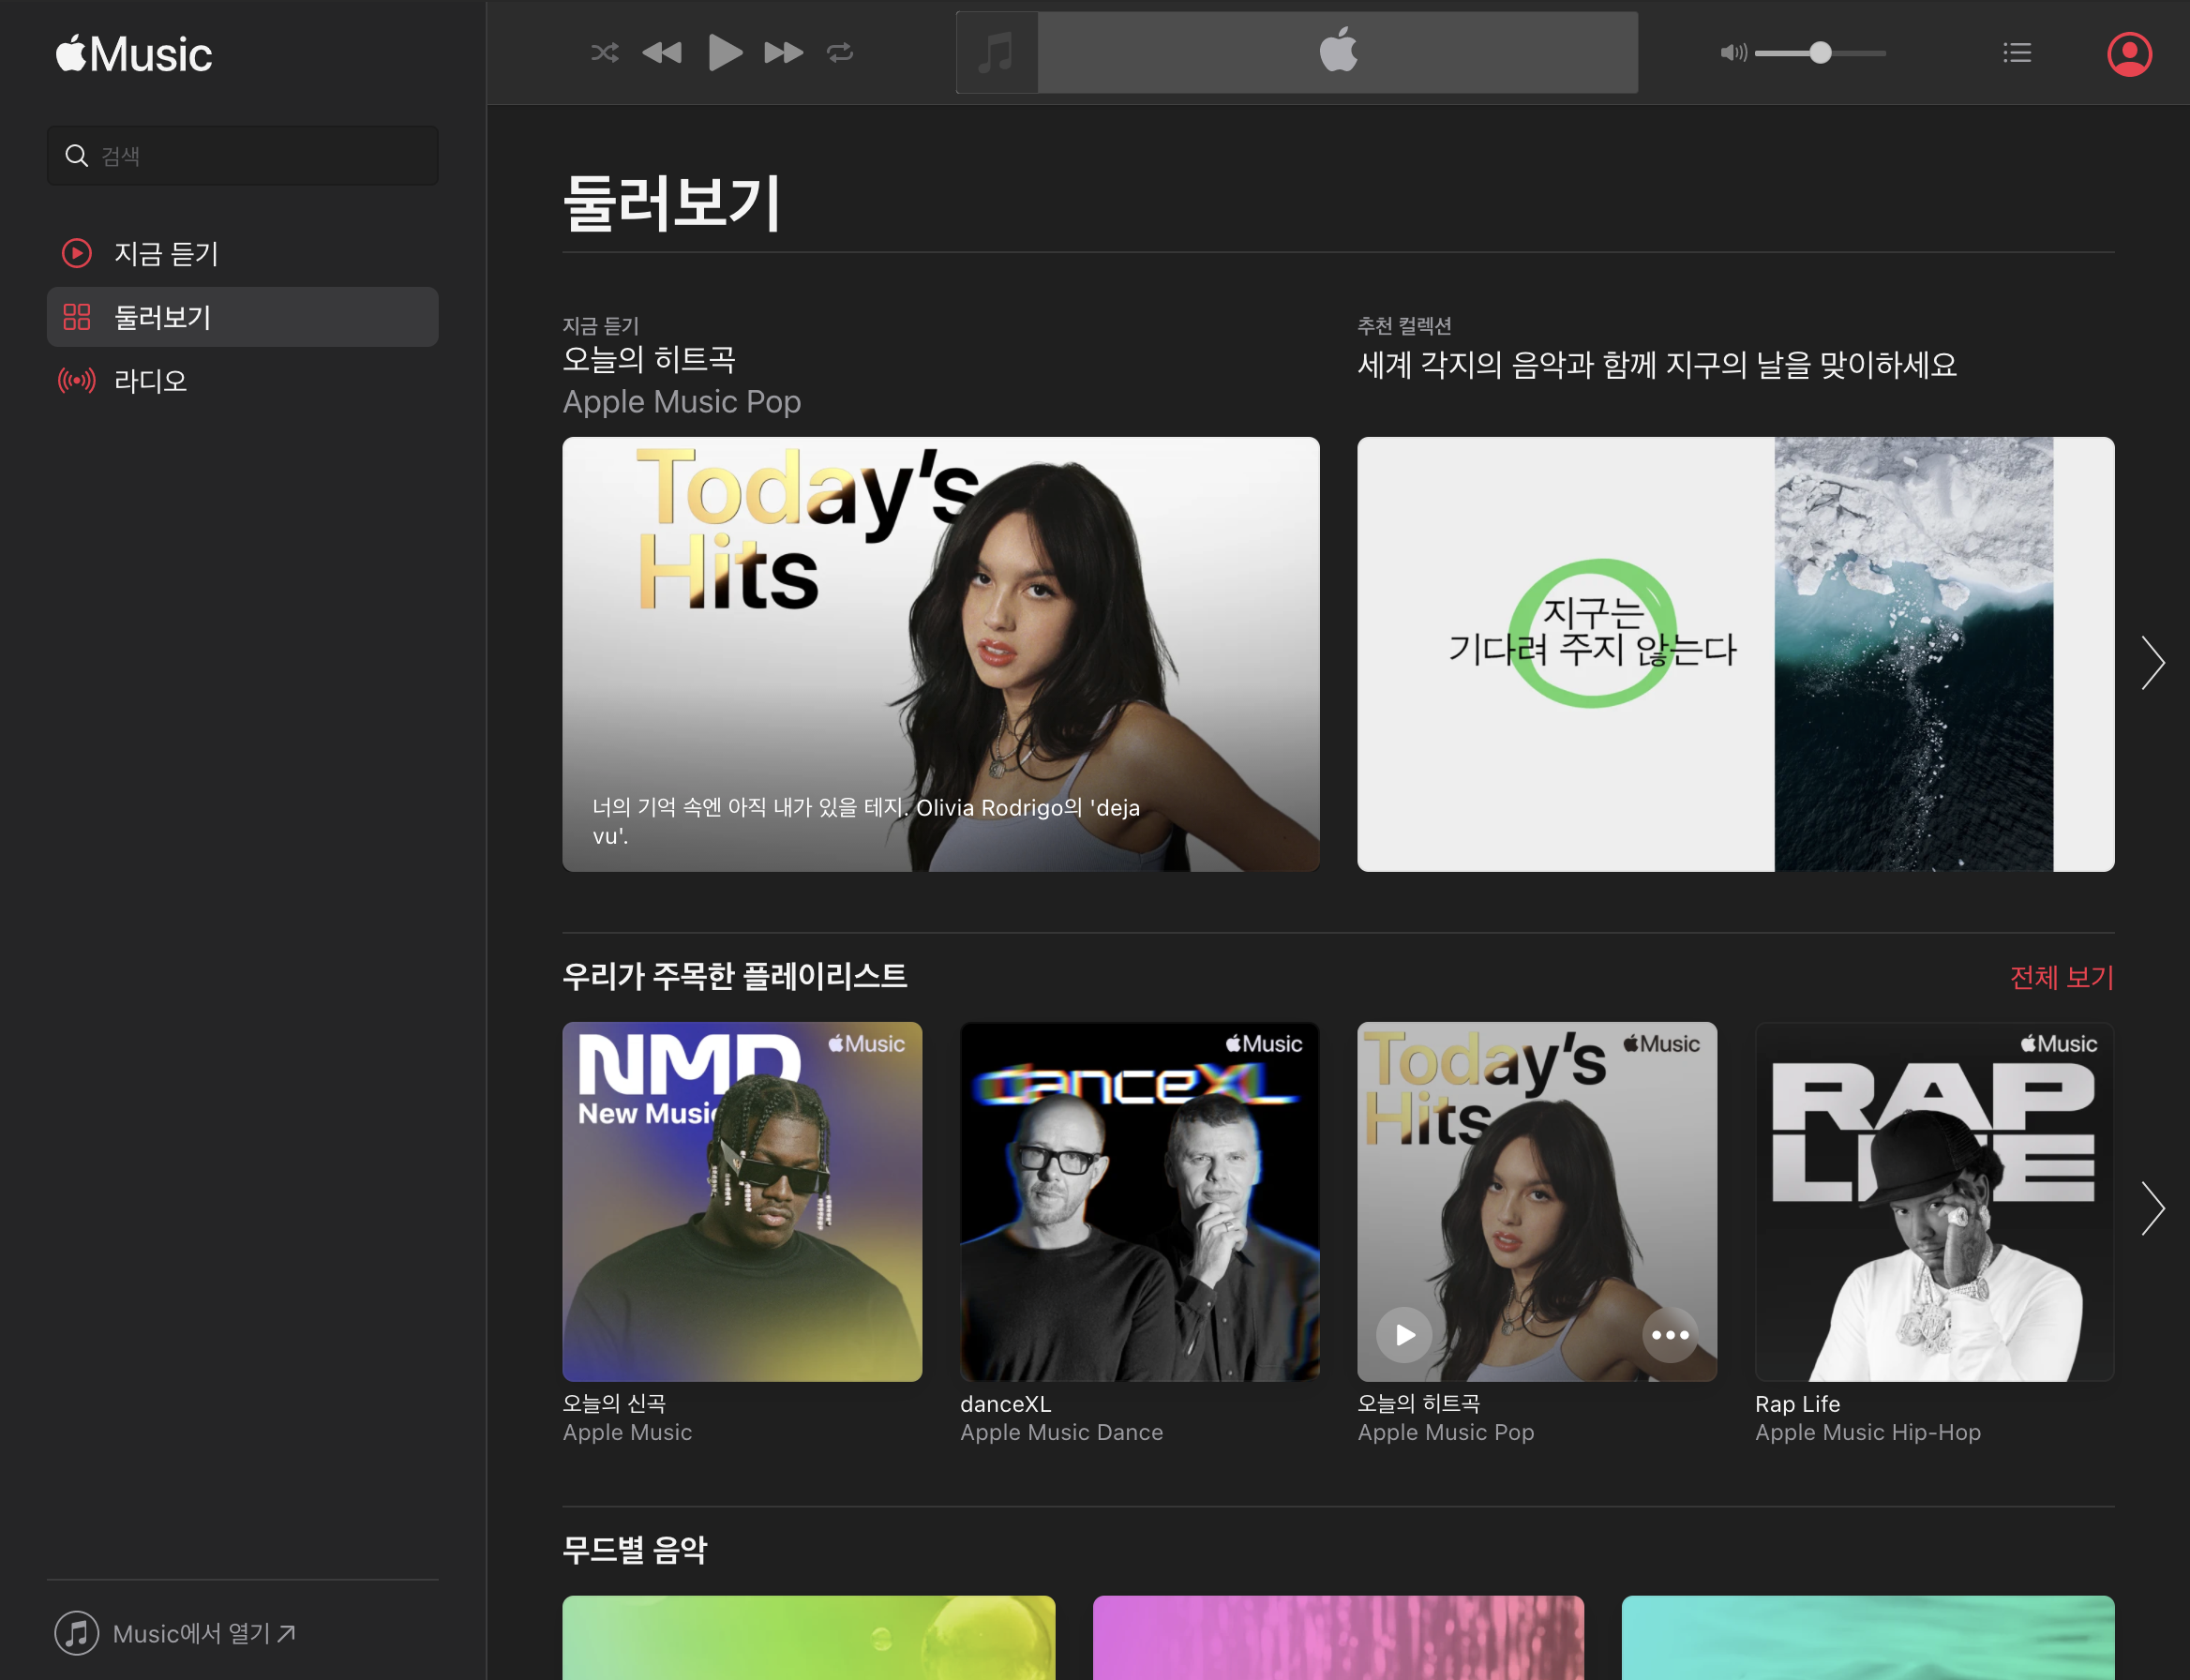 Music
검색
지금 듣기
둘러보기
라디오
Music에서 열기
둘러보기
지금 듣기
오늘의 히트곡
Apple Music Pop
Today's
Hits
너의 기억 속엔 아직 내가 있을 테지. Olivia Rodrigo의 'deja
vu'.
추천 컬렉션
세계 각지의 음악과 함께 지구의 날을 맞이하세요
지구는
기다려 주지 않는다
우리가 주목한 플레이리스트
전체 보기
NMD
New Music
Music
오늘의 신곡
Apple Music
Music
danceXL
danceXL
Apple Music Dance
Today's
Hits
Music
오늘의 히트곡
Apple Music Pop
Music
RAP
LIFE
Rap Life
Apple Music Hip-Hop
무드별 음악